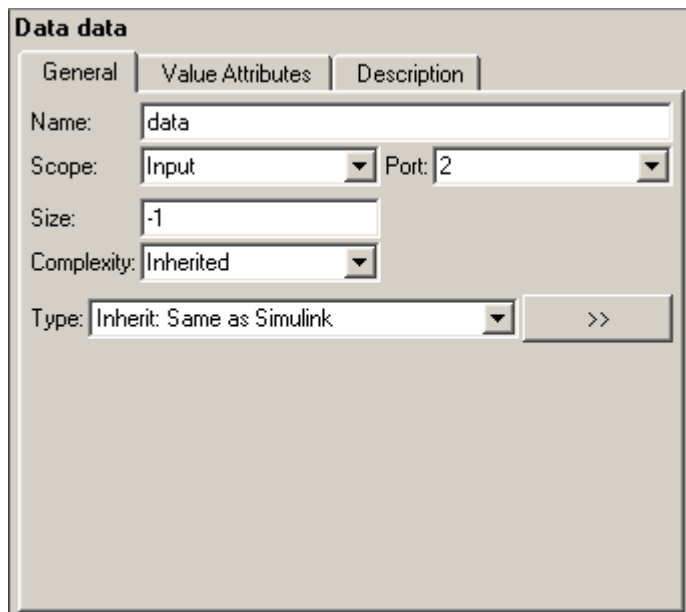 Data data
General Value Attributes Description
Name: data
Scope: Input Port: 2
Size: -1
Complexity: Inherited
Type: Inherit: Same as Simulink >>